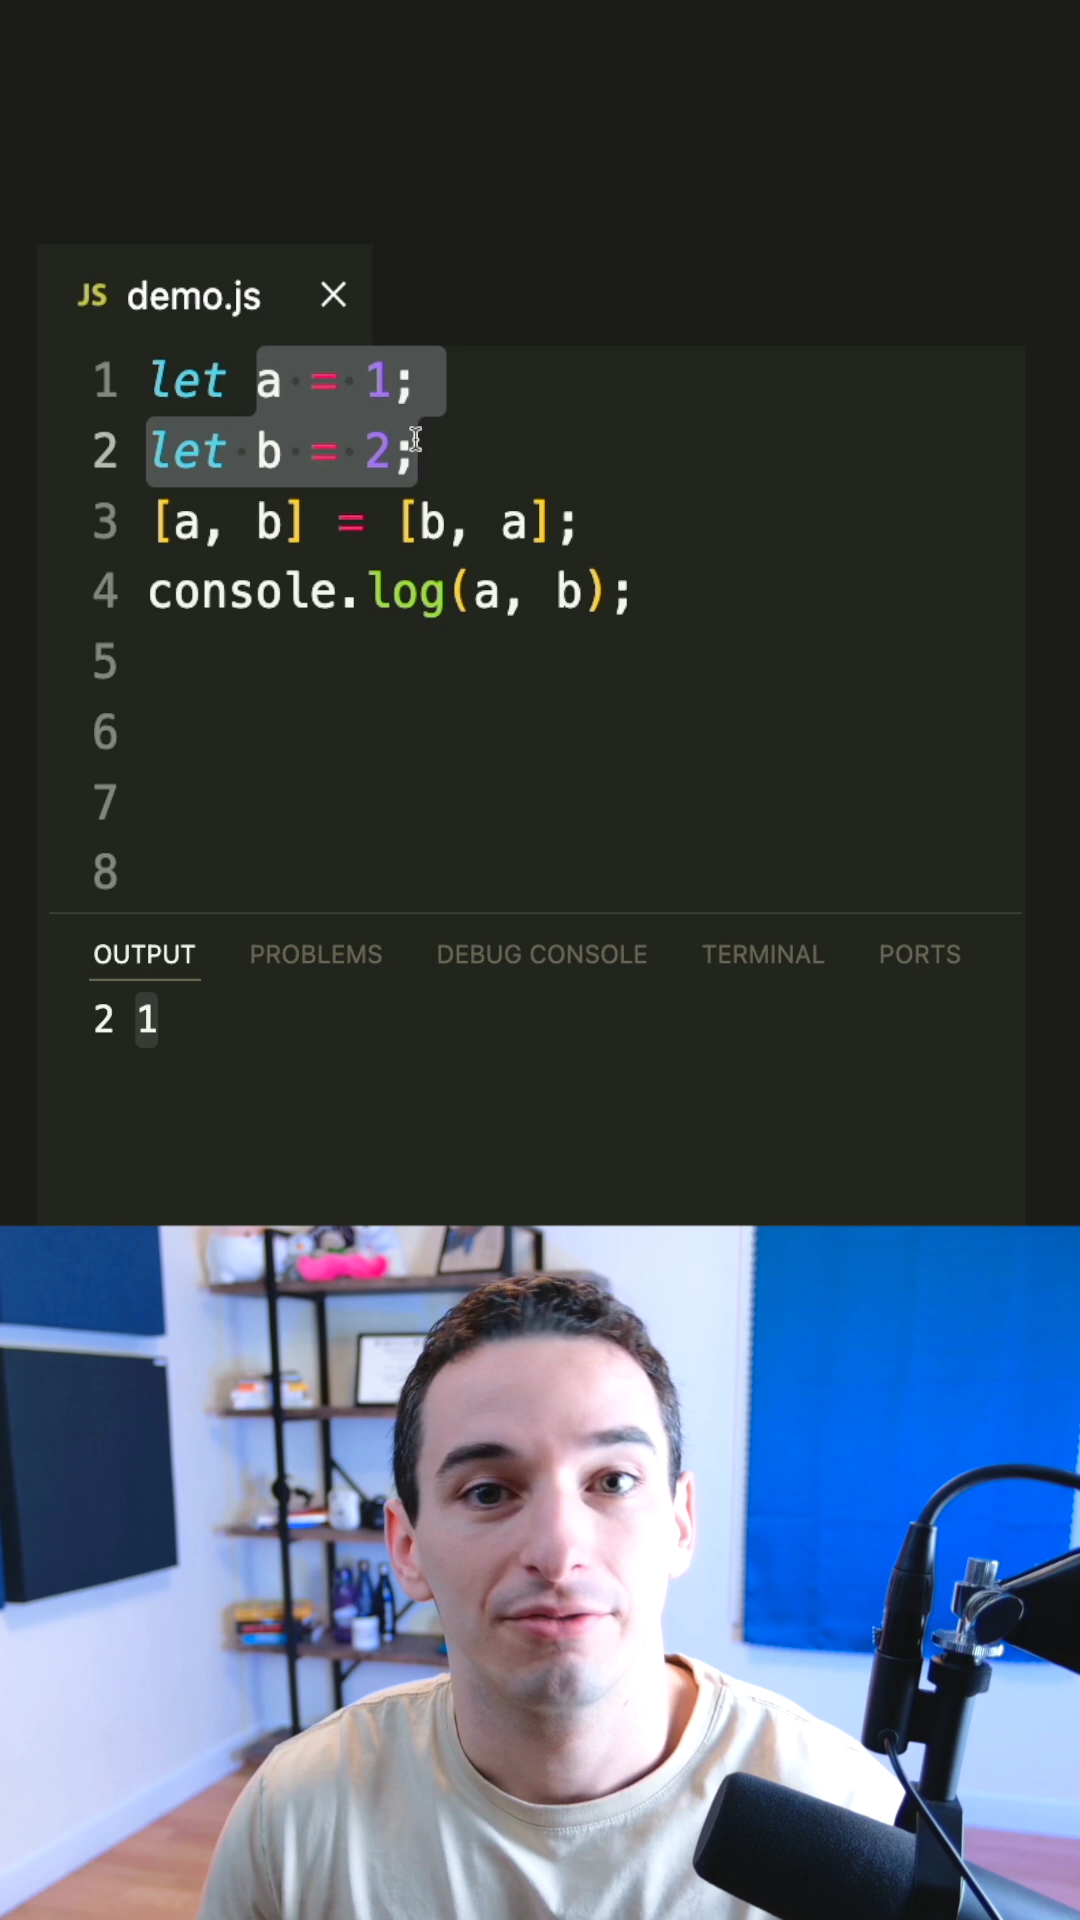 JS demo.js
1 let a = 1;
2 let b = 2;
3 [a, b] = [b, a];
4 console.log(a, b);
5
6
7
8
OUTPUT PROBLEMS DEBUG CONSOLE TERMINAL PORTS
2 1